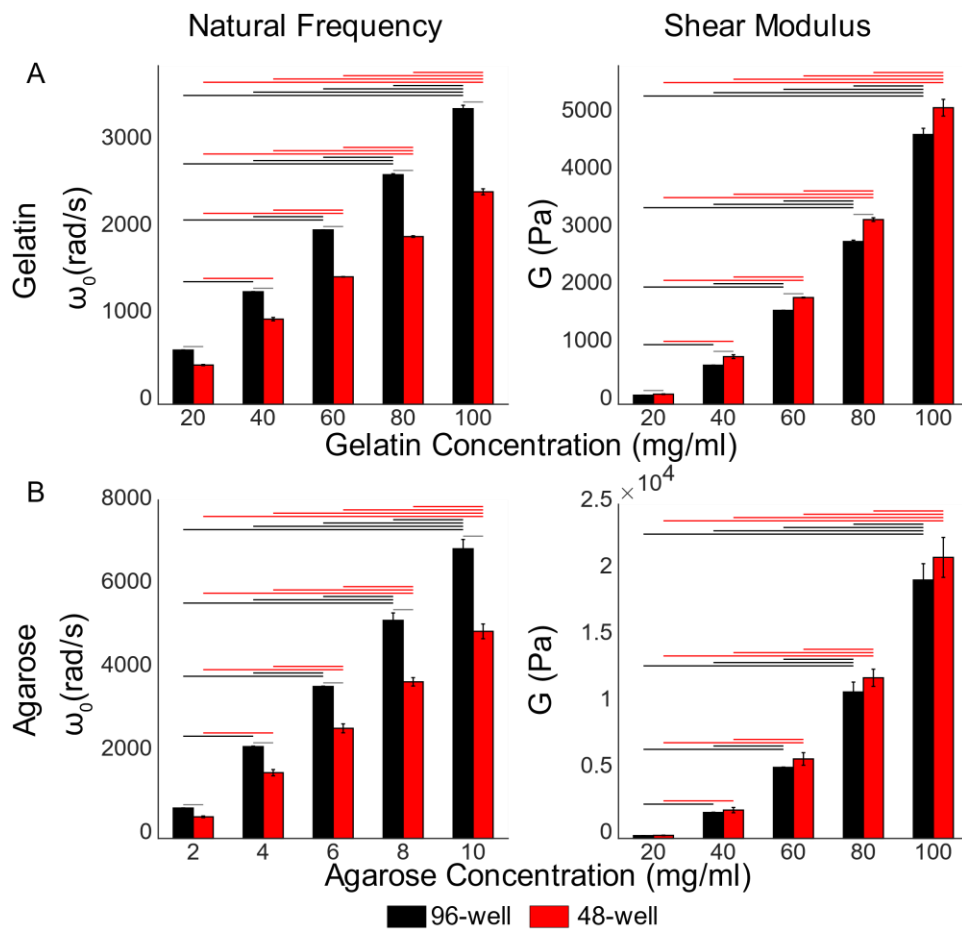 Natural Frequency Shear Modulus
A
3000
2000
1000
0
Gelatin
ω₀(rad/s)
5000
4000
3000
2000
1000
0
G (Pa)
20 40 60 80 100
20 40 60 80 100
Gelatin Concentration (mg/ml)
B
8000
6000
4000
2000
0
Agarose
ω₀(rad/s)
2.5 × 10⁴
2
1.5
1
0.5
0
G (Pa)
2 4 6 8 10
20 40 60 80 100
Agarose Concentration (mg/ml)
96-well 48-well